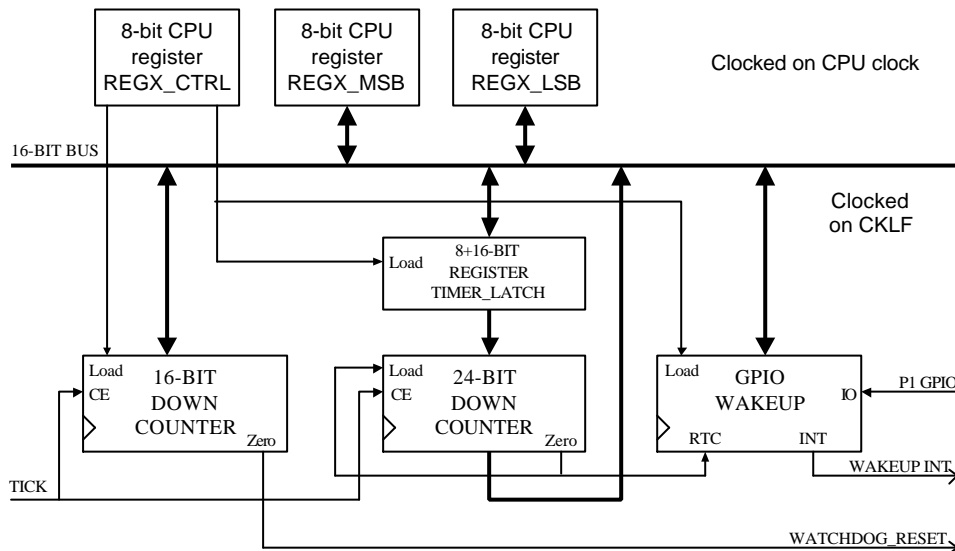 8-bit CPU
register
REGX_CTRL
8-bit CPU
register
REGX_MSB
8-bit CPU
register
REGX_LSB
Clocked on CPU clock
16-BIT BUS
Clocked
on CKLF
Load
8+16-BIT
REGISTER
TIMER_LATCH
Load
CE
16-BIT
DOWN
COUNTER
Zero
Load
CE
24-BIT
DOWN
COUNTER
Zero
Load
GPIO
WAKEUP
IO
RTC
INT
P1 GPIO
WAKEUP INT
TICK
WATCHDOG_RESET